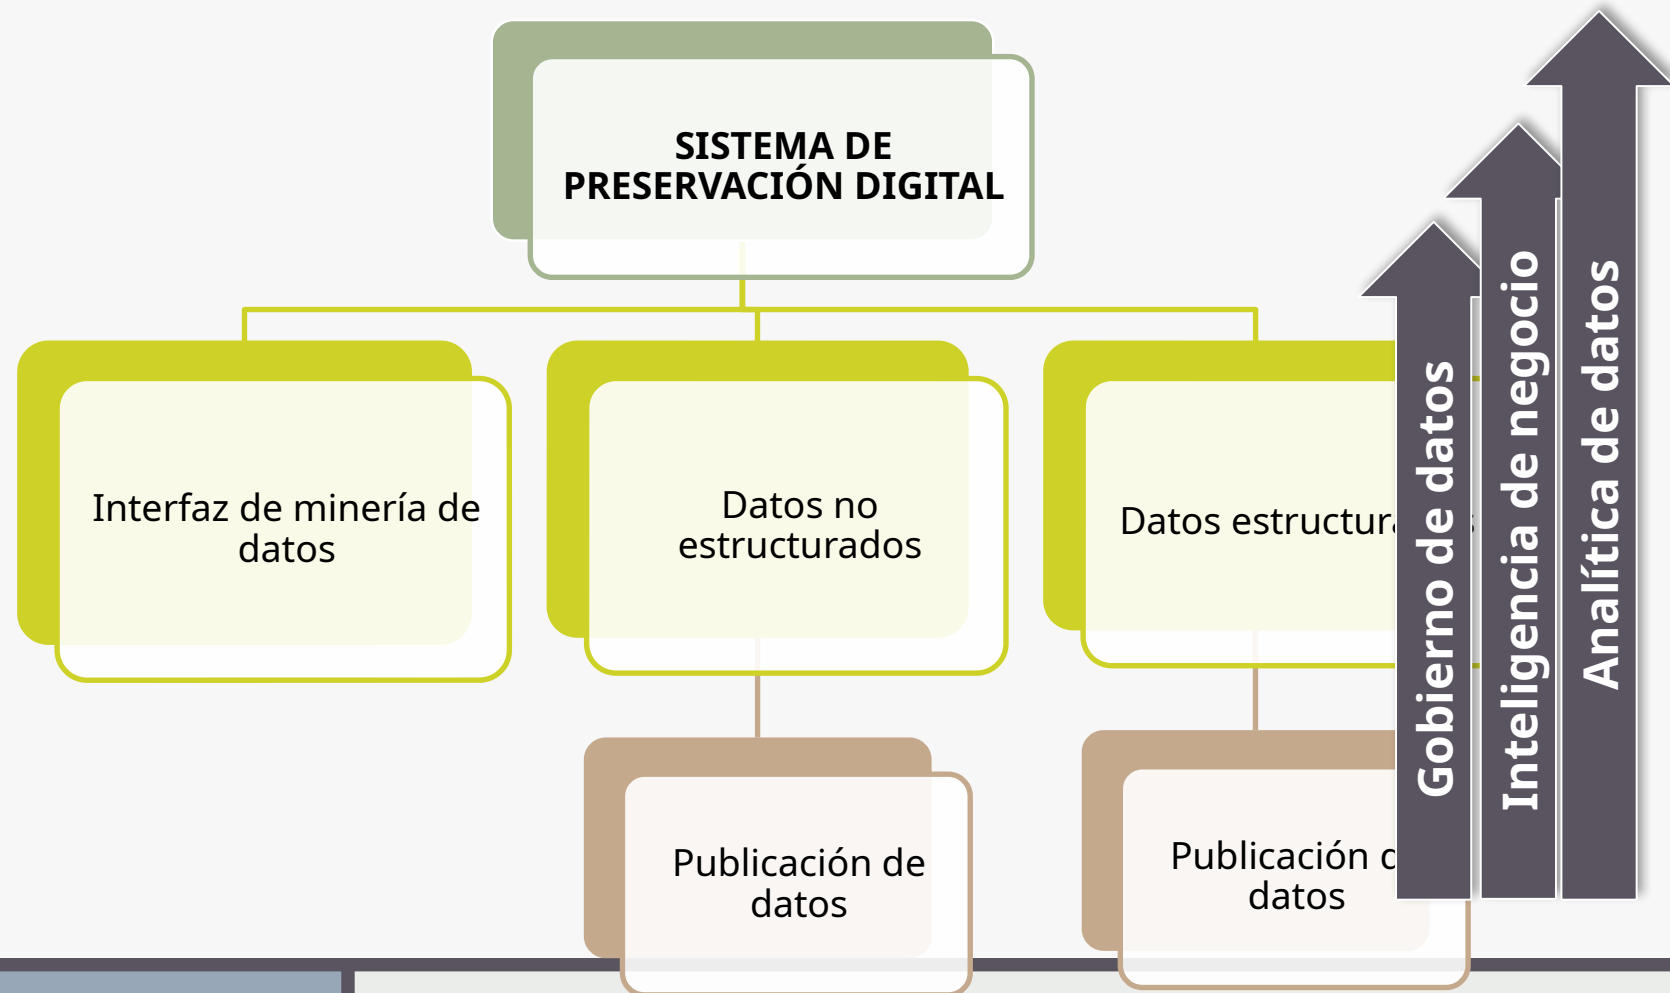 SISTEMA DE
PRESERVACIÓN DIGITAL
Interfaz de minería de
datos
Datos no
estructurados
Datos
Publicación de
datos
Publicación
datos
Gobierno de datos
Inteligencia de negocio
Analítica de datos